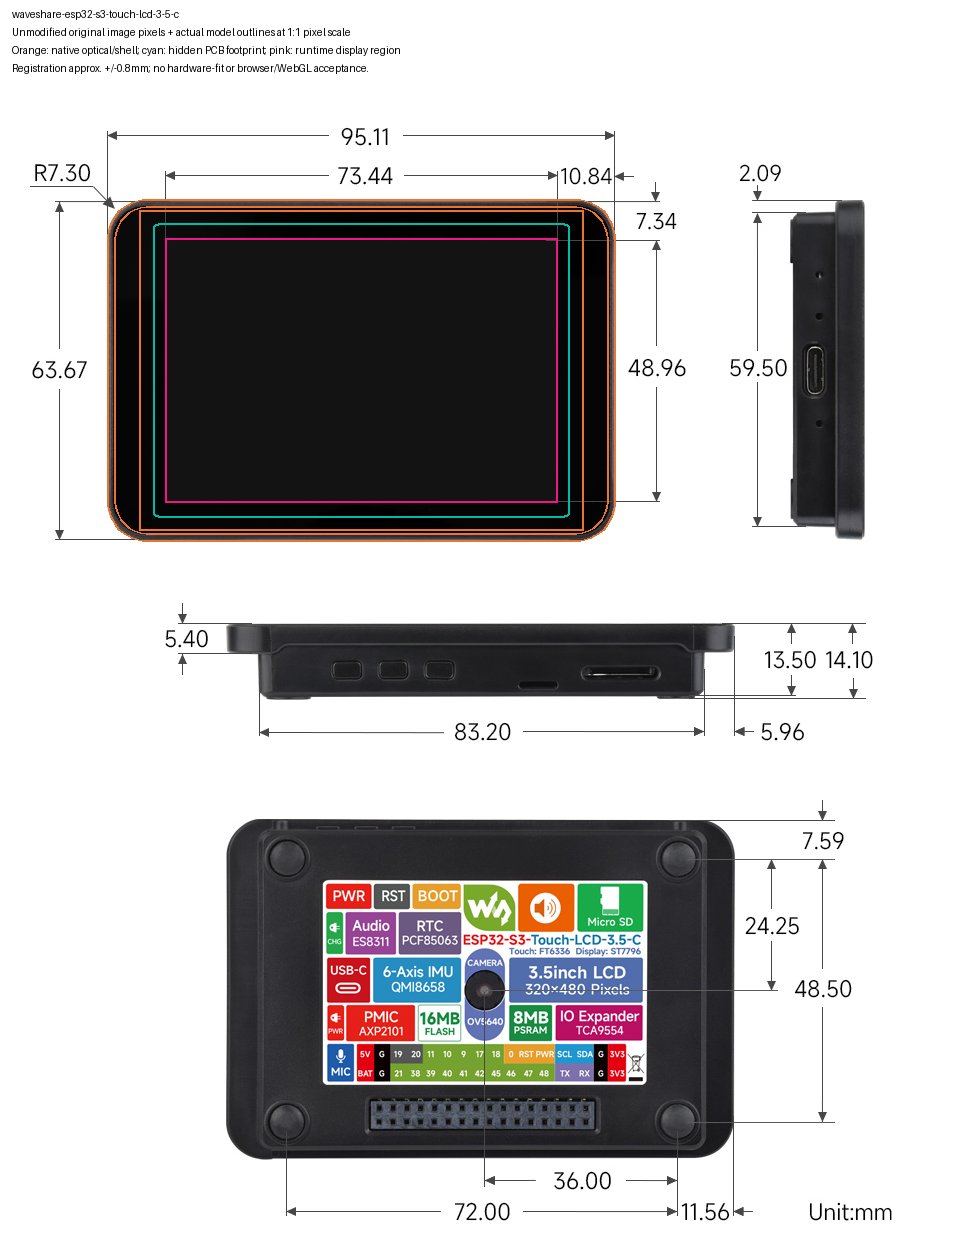 waveshare-esp32-s3-touch-lcd-3-5-c
Unmodified original image pixels + actual model outlines at 1:1 pixel scale
Orange: native optical/shell; cyan: hidden PCB footprint; pink: runtime display region
Registration approx. +/-0.8mm; no hardware-fit or browser/WebGL acceptance.
95.11
R7.30
73.44
10.84
2.09
7.34
63.67
48.96
59.50
5.40
13.50
14.10
83.20
5.96
7.59
PWR
RST
BOOT
Micro SD
CHG
Audio
ES8311
RTC
PCF85063
ESP32-S3-Touch-LCD-3.5-C
Touch: FT6336 Display: ST7796
24.25
USB-C
6-Axis IMU
QMI8658
CAMERA
3.5inch LCD
320×480 Pixels
48.50
PWR
PMIC
AXP2101
16MB
FLASH
OV5640
8MB
PSRAM
IO Expander
TCA9554
MIC
5V G 19 20 11 10 9 17 18 0 RST PWR SCL SDA G 3V3
BAT G 21 38 39 40 41 42 45 46 47 48 TX RX G 3V3
36.00
72.00
11.56
Unit:mm